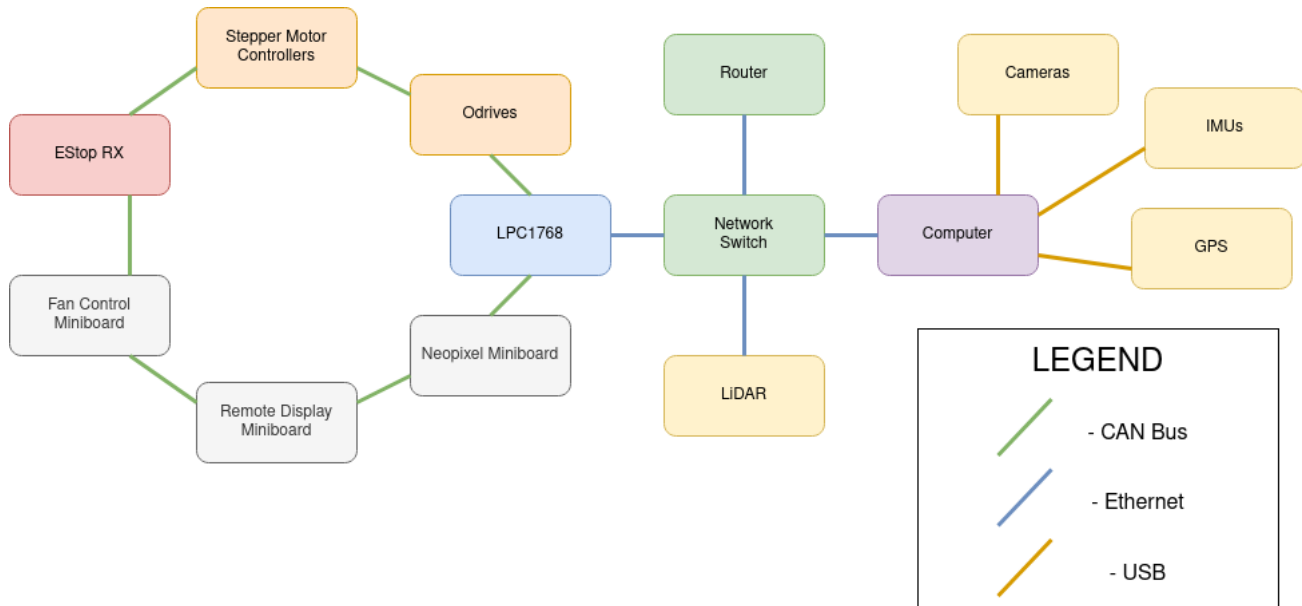 Stepper Motor
Controllers
Router
Cameras
Odrives
IMUs
EStop RX
LPC1768
Network
Switch
Computer
GPS
Fan Control
Miniboard
Neopixel Miniboard
LiDAR
Remote Display
Miniboard
LEGEND
- CAN Bus
- Ethernet
- USB